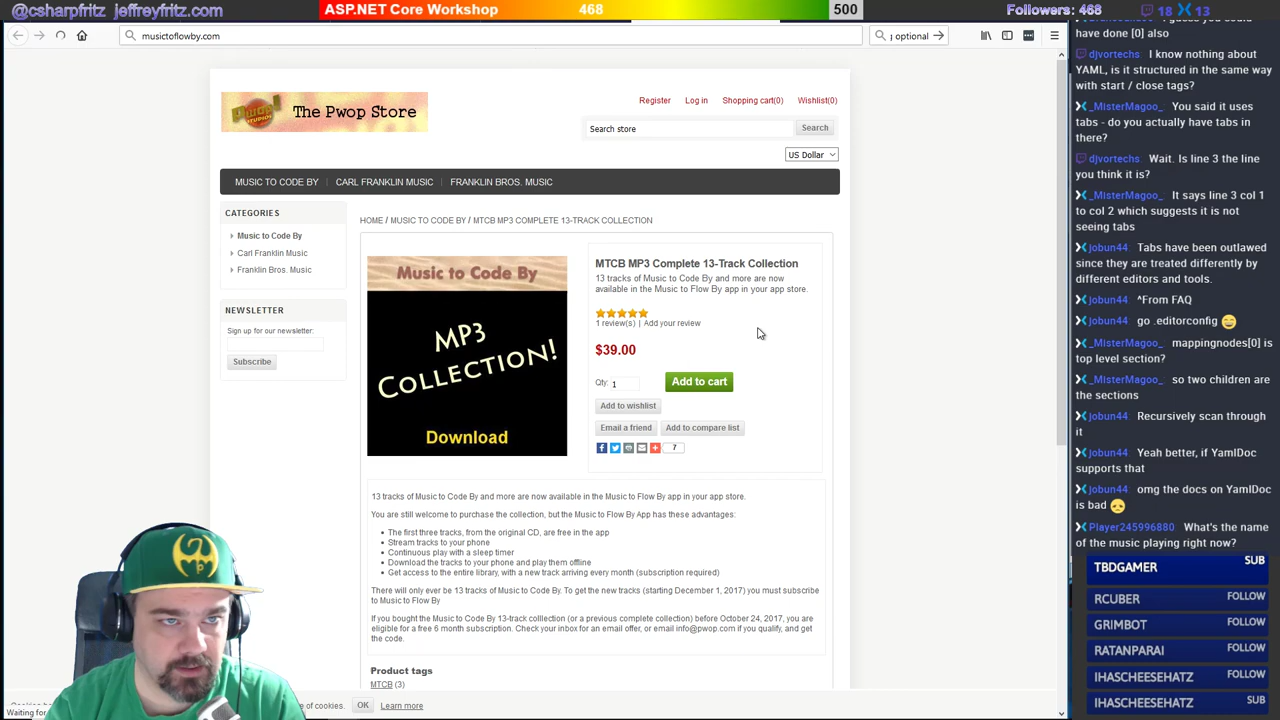 @csharpfritz jeffreyfritz.com
ASP.NET Core Workshop 468 500
Followers: 468 18 13
musictoflowby.com
optional
The Pwop Store
Register Log in Shopping cart(0) Wishlist(0)
Search store Search
US Dollar
MUSIC TO CODE BY CARL FRANKLIN MUSIC FRANKLIN BROS. MUSIC
CATEGORIES
Music to Code By
Carl Franklin Music
Franklin Bros. Music
NEWSLETTER
Sign up for our newsletter:
Subscribe
HOME / MUSIC TO CODE BY / MTCB MP3 COMPLETE 13-TRACK COLLECTION
Music to Code By
MP3
COLLECTION!
Download
MTCB MP3 Complete 13-Track Collection
13 tracks of Music to Code By and more are now
available in the Music to Flow By app in your app store.
1 review(s) | Add your review
$39.00
Qty: 1 Add to cart
Add to wishlist
Email a friend Add to compare list
7
13 tracks of Music to Code By and more are now available in the Music to Flow By app in your app store.
You are still welcome to purchase the collection, but the Music to Flow By App has these advantages:
The first three tracks, from the original CD, are free in the app
Stream tracks to your phone
Continuous play with a sleep timer
Download the tracks to your phone and play them offline
Get access to the entire library, with a new track arriving every month (subscription required)
There will only ever be 13 tracks of Music to Code By. To get the new tracks (starting December 1, 2017) you must subscribe
to Music to Flow By
If you bought the Music to Code By 13-track colllection (or a previous complete collection) before October 24, 2017, you are
eligible for a free 6 month subscription. Check your inbox for an email offer, or email info@pwop.com if you qualify, and get
the code.
Product tags
MTCB (3)
of cookies. OK Learn more
Waiting for
have done [0] also
djvortechs: I know nothing about
YAML, is it structured in the same way
with start / close tags?
_MisterMagoo_: You said it uses
tabs - do you actually have tabs in
there?
djvortechs: Wait. Is line 3 the line
you think it is?
_MisterMagoo_: It says line 3 col 1
to col 2 which suggests it is not
seeing tabs
jobun44: Tabs have been outlawed
since they are treated differently by
different editors and tools.
jobun44: ^From FAQ
jobun44: go .editorconfig 😄
_MisterMagoo_: mappingnodes[0] is
top level section?
_MisterMagoo_: so two children are
the sections
jobun44: Recursively scan through
it
jobun44: Yeah better, if YamlDoc
supports that
jobun44: omg the docs on YamlDoc
is bad 😞
Player245996880: What's the name
of the music playing right now?
TBDGAMER SUB
RCUBER FOLLOW
GRIMBOT FOLLOW
RATANPARAI FOLLOW
IHASCHEESEHATZ FOLLOW
IHASCHEESEHATZ SUB